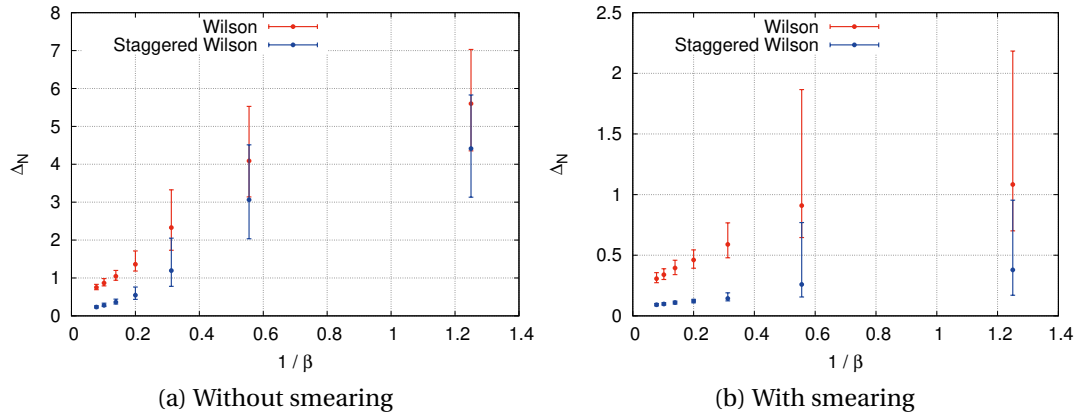 Wilson
Staggered Wilson
8
7
6
5
4
3
2
1
0
Δ_N
0 0.2 0.4 0.6 0.8 1 1.2 1.4
1 / β
(a) Without smearing
Wilson
Staggered Wilson
2.5
2
1.5
1
0.5
0
Δ_N
0 0.2 0.4 0.6 0.8 1 1.2 1.4
1 / β
(b) With smearing